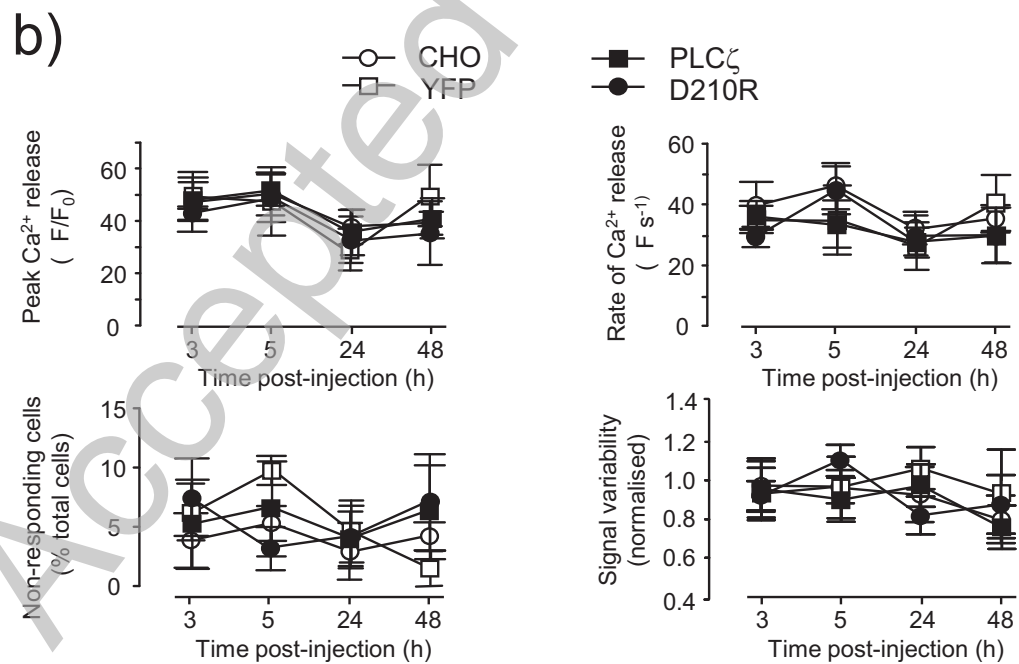 b)
CHO
YFP
PLCζ
D210R
Peak Ca²⁺ release
( F/F₀)
60
40
20
0
3 5 24 48
Time post-injection (h)
Rate of Ca²⁺ release
( F s⁻¹)
60
40
20
0
3 5 24 48
Time post-injection (h)
Non-responding cells
(% total cells)
15
10
5
0
3 5 24 48
Time post-injection (h)
Signal variability
(normalised)
1.4
1.2
1.0
0.8
0.6
0.4
3 5 24 48
Time post-injection (h)
Accepted